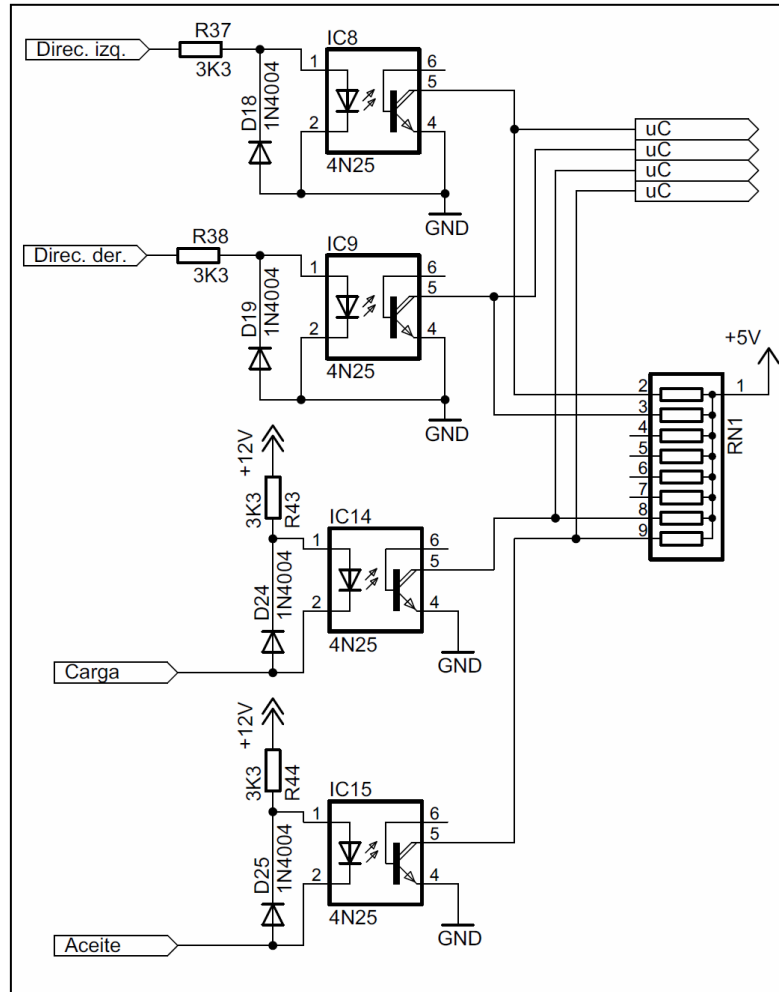 Direc. izq.
R37
3K3
D18
1N4004
IC8
1
2
6
5
4
4N25
GND
uC
uC
uC
uC
Direc. der.
R38
3K3
D19
1N4004
IC9
1
2
6
5
4
4N25
GND
+5V
2
3
4
5
6
7
8
9
1
RN1
+12V
3K3
R43
D24
1N4004
IC14
1
2
6
5
4
4N25
GND
Carga
+12V
3K3
R44
D25
1N4004
IC15
1
2
6
5
4
4N25
GND
Aceite